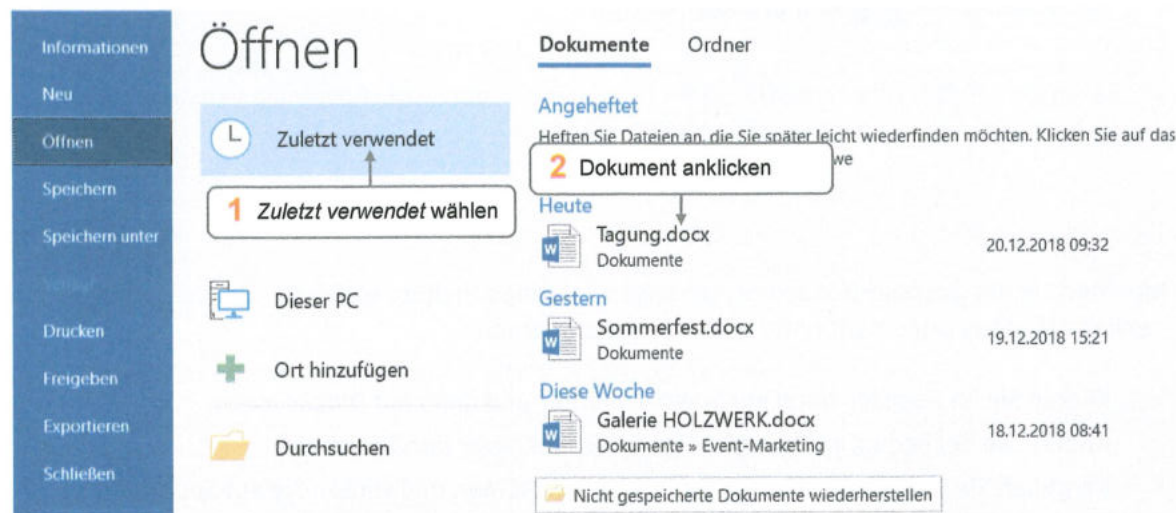 Informationen
Neu
Öffnen
Speichern
Speichern unter
Drucken
Freigeben
Exportieren
Schließen
Öffnen
Zuletzt verwendet
1 Zuletzt verwendet wählen
Dieser PC
Ort hinzufügen
Durchsuchen
Dokumente Ordner
Angeheftet
Heften Sie Dateien an, die Sie später leicht wiederfinden möchten. Klicken Sie auf das
we
2 Dokument anklicken
Heute
Tagung.docx
Dokumente
20.12.2018 09:32
Gestern
Sommerfest.docx
Dokumente
19.12.2018 15:21
Diese Woche
Galerie HOLZWERK.docx
Dokumente » Event-Marketing
18.12.2018 08:41
Nicht gespeicherte Dokumente wiederherstellen